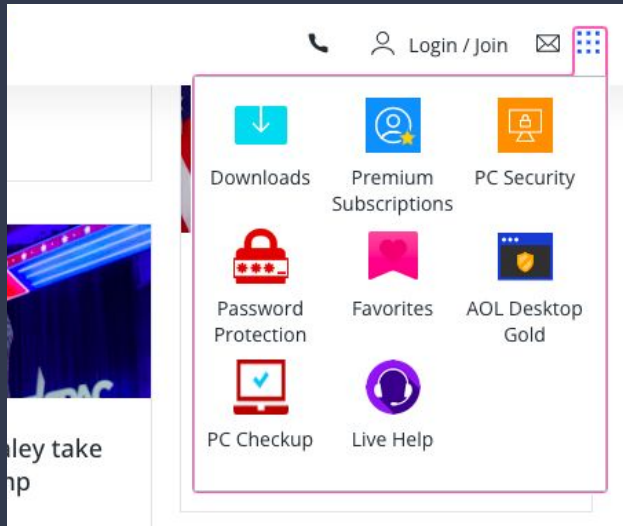 Login / Join
Downloads
Premium
Subscriptions
PC Security
Password
Protection
Favorites
AOL Desktop
Gold
PC Checkup
Live Help
aley take